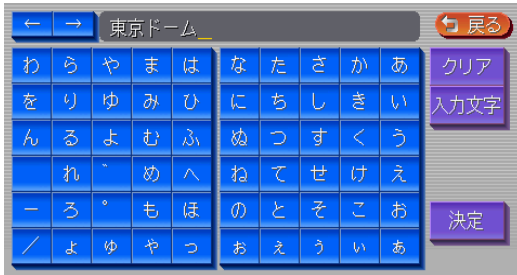 ← → 東京ドーム_ 戻る
わ ら や ま は な た さ か あ クリア
を り ゆ み ひ に ち し き い 入力文字
ん る よ む ふ ぬ つ す く う
れ ゛ め へ ね て せ け え
ー ろ ゜ も ほ の と そ こ お 決定
／ ょ ゅ ゃ っ ぉ ぇ ぅ ぃ ぁ